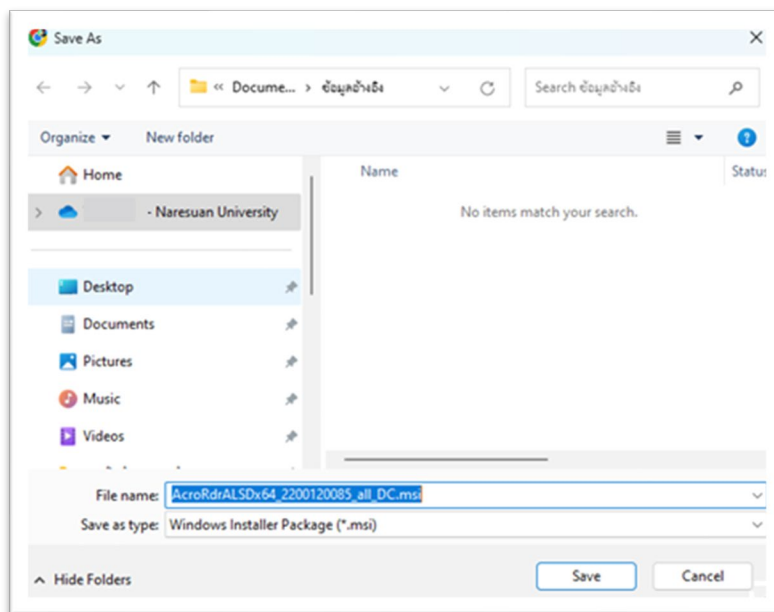 Save As
« Docume... › ข้อมูลอ้างอิง
Search ข้อมูลอ้างอิง
Organize
New folder
Home
Name
Status
- Naresuan University
No items match your search.
Desktop
Documents
Pictures
Music
Videos
File name: AcroRdrALSDx64_2200120085_all_DC.msi
Save as type: Windows Installer Package (*.msi)
Hide Folders
Save
Cancel